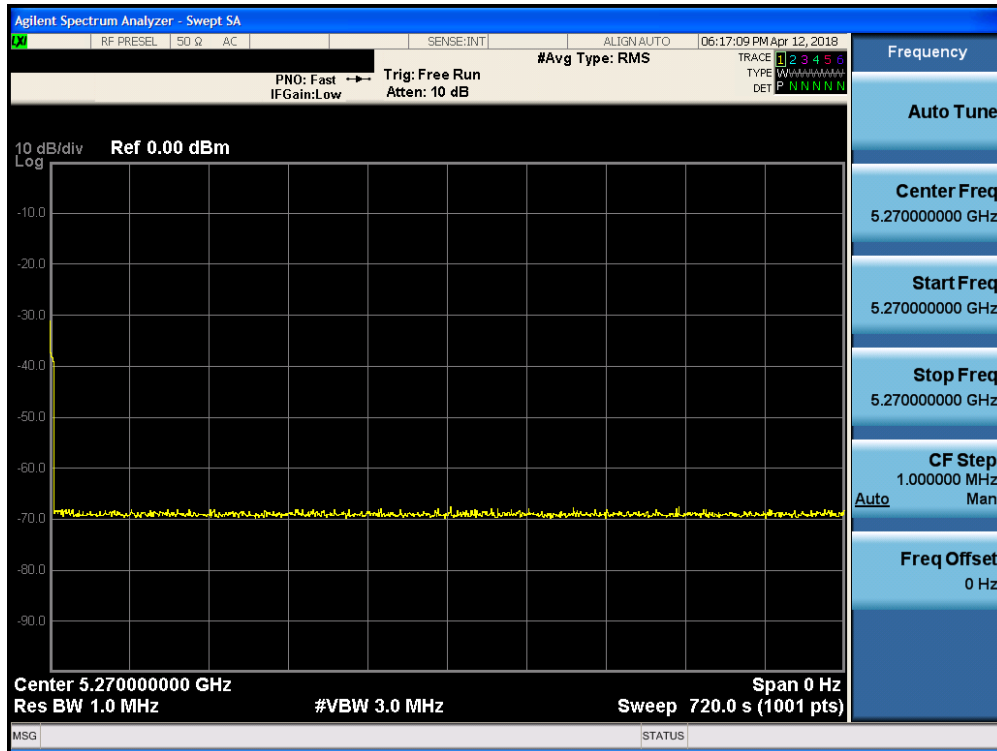 Agilent Spectrum Analyzer - Swept SA
LXI RF PRESEL 50 Ω AC SENSE:INT ALIGN AUTO 06:17:09 PM Apr 12, 2018
#Avg Type: RMS
TRACE 1 2 3 4 5 6
TYPE WWWWWW
DET P N N N N N
PNO: Fast Trig: Free Run
IFGain:Low Atten: 10 dB
10 dB/div Ref 0.00 dBm
Log
-10.0
-20.0
-30.0
-40.0
-50.0
-60.0
-70.0
-80.0
-90.0
Center 5.270000000 GHz Span 0 Hz
Res BW 1.0 MHz #VBW 3.0 MHz Sweep 720.0 s (1001 pts)
MSG STATUS
Frequency
Auto Tune
Center Freq
5.270000000 GHz
Start Freq
5.270000000 GHz
Stop Freq
5.270000000 GHz
CF Step
1.000000 MHz
Auto Man
Freq Offset
0 Hz